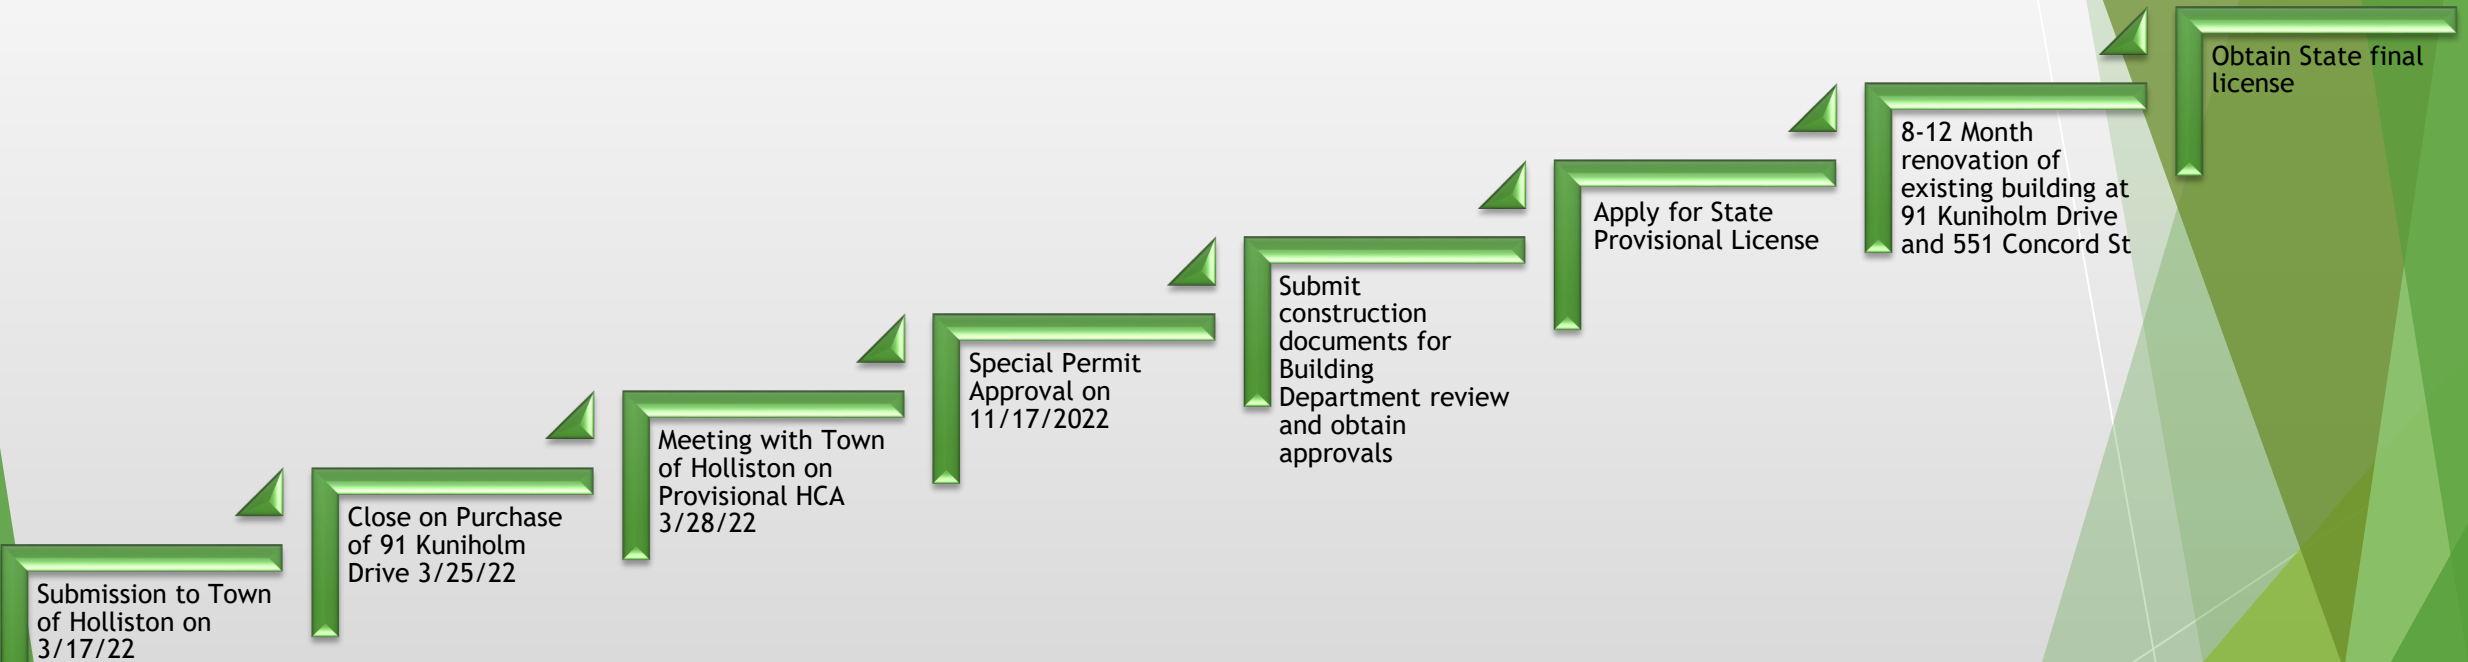 Submission to Town
of Holliston on
3/17/22
Close on Purchase
of 91 Kuniholm
Drive 3/25/22
Meeting with Town
of Holliston on
Provisional HCA
3/28/22
Special Permit
Approval on
11/17/2022
Submit
construction
documents for
Building
Department review
and obtain
approvals
Apply for State
Provisional License
8-12 Month
renovation of
existing building at
91 Kuniholm Drive
and 551 Concord St
Obtain State final
license